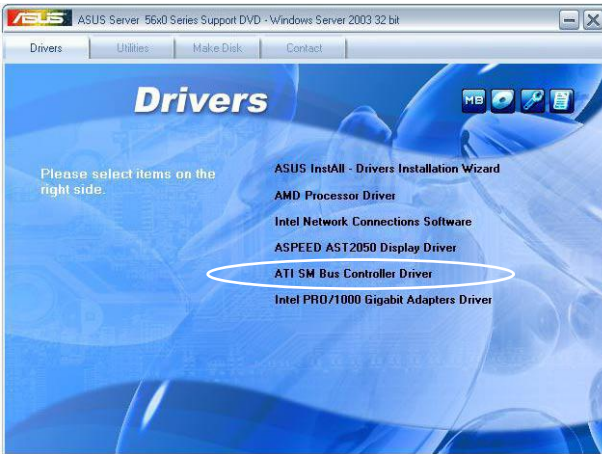 ASUS ASUS Server 56x0 Series Support DVD - Windows Server 2003 32 bit
Drivers Utilities Make Disk Contact
Drivers
MB
Please select items on the
right side.
ASUS InstAll - Drivers Installation Wizard
AMD Processor Driver
Intel Network Connections Software
ASPEED AST2050 Display Driver
ATI SM Bus Controller Driver
Intel PRO/1000 Gigabit Adapters Driver